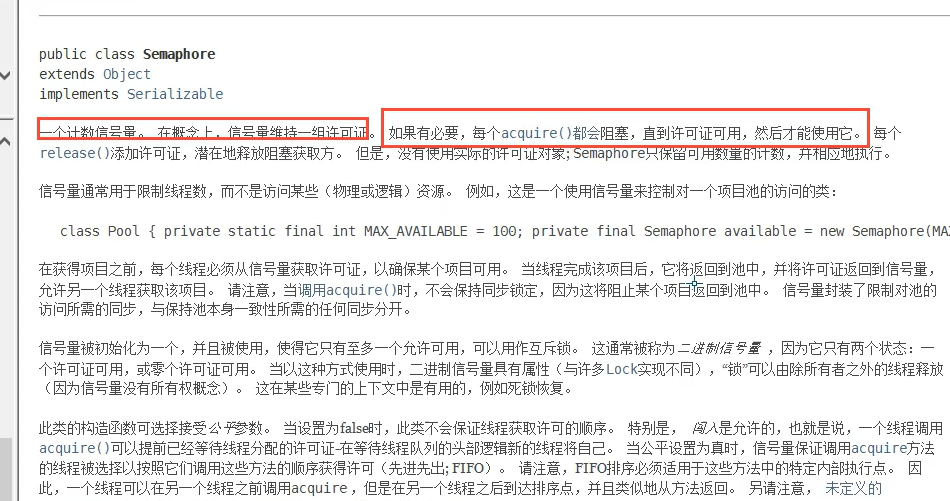 public class Semaphore
extends Object
implements Serializable
一个计数信号量。 在概念上，信号量维持一组许可证。 如果有必要，每个acquire()都会阻塞，直到许可证可用，然后才能使用它。 每个
release()添加许可证，潜在地释放阻塞获取方。 但是，没有使用实际的许可证对象; Semaphore只保留可用数量的计数，并相应地执行。
信号量通常用于限制线程数，而不是访问某些（物理或逻辑）资源。 例如，这是一个使用信号量来控制对一个项目池的访问的类：
class Pool { private static final int MAX_AVAILABLE = 100; private final Semaphore available = new Semaphore(MA
在获得项目之前，每个线程必须从信号量获取许可证，以确保某个项目可用。 当线程完成该项目后，它将返回到池中，并将许可证返回到信号量，
允许另一个线程获取该项目。 请注意，当调用acquire()时，不会保持同步锁定，因为这将阻止某个项目返回到池中。 信号量封装了限制对池的
访问所需的同步，与保持池本身一致性所需的任何同步分开。
信号量被初始化为一个，并且被使用，使得它只有至多一个允许可用，可以用作互斥锁。 这通常被称为二进制信号量 ，因为它只有两个状态：一
个许可证可用，或零个许可证可用。 当以这种方式使用时，二进制信号量具有属性（与许多Lock实现不同），“锁”可以由除所有者之外的线程释放
（因为信号量没有所有权概念）。 这在某些专门的上下文中是有用的，例如死锁恢复。
此类的构造函数可选择接受公平参数。 当设置为false时，此类不会保证线程获取许可的顺序。 特别是， 闯入是允许的，也就是说，一个线程调用
acquire()可以提前已经等待线程分配的许可证-在等待线程队列的头部逻辑新的线程将自己。 当公平设置为真时，信号量保证调用acquire方法
的线程被选择以按照它们调用这些方法的顺序获得许可（先进先出; FIFO）。 请注意，FIFO排序必须适用于这些方法中的特定内部执行点。 因
此，一个线程可以在另一个线程之前调用acquire ，但是在另一个线程之后到达排序点，并且类似地从方法返回。 另请注意， 未定义的